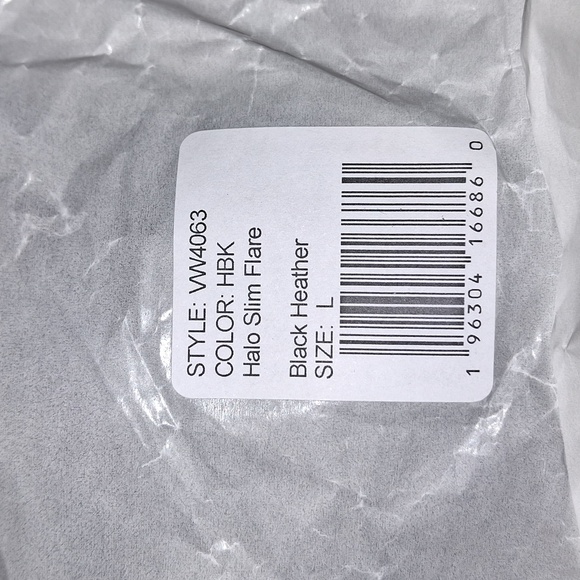 STYLE: VW4063
COLOR: HBK
Halo Slim Flare
Black Heather
SIZE: L
1 96304 16686 0